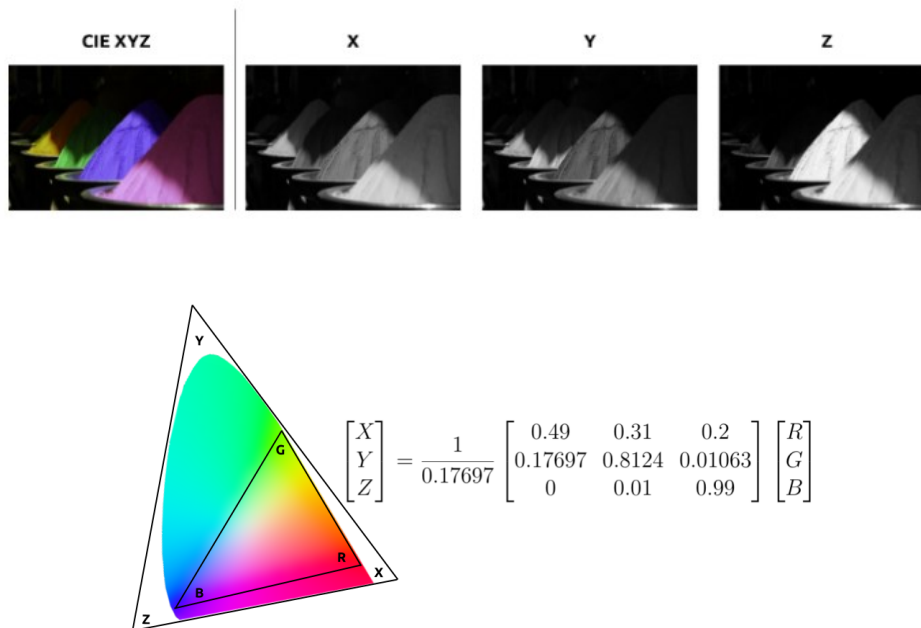 CIE XYZ X Y Z
Y
G
R
X
B
Z
[X Y Z] = 1/0.17697 [0.49 0.31 0.2; 0.17697 0.8124 0.01063; 0 0.01 0.99] [R G B]